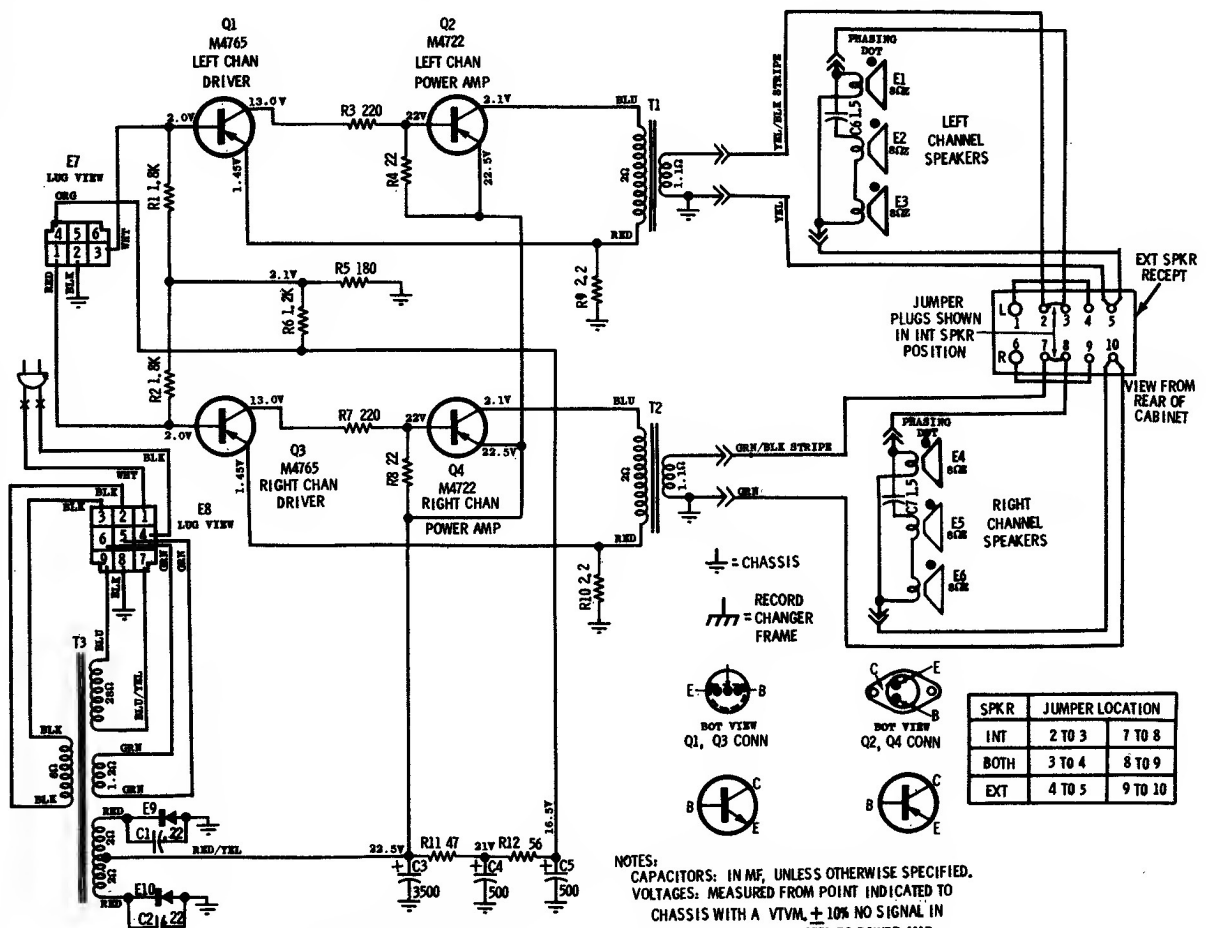 Q1
M4765
LEFT CHAN
DRIVER
Q2
M4722
LEFT CHAN
POWER AMP
13.0V
2.0V
1.45V
R3 220
22V
2.1V
22.5V
R4 22
BLU
T1
2Ω
1.1Ω
RED
R9 2.2
YEL/BLK STRIPE
YEL
PHASING
DOT
E1
8Ω
C6 1.5
E2
8Ω
E3
8Ω
LEFT
CHANNEL
SPEAKERS
E7
LUG VIEW
ORG
4 5 6
1 2 3
WHT
RED
BLK
R1 1.8K
2.1V
R5 180
R6 1.2K
R2 1.8K
EXT SPKR
RECEPT
JUMPER
PLUGS SHOWN
IN INT SPKR
POSITION
L
1 2 3 4 5
6 7 8 9 10
R
VIEW FROM
REAR OF
CABINET
13.0V
2.0V
1.45V
Q3
M4765
RIGHT CHAN
DRIVER
R7 220
22V
2.1V
22.5V
R8 22
Q4
M4722
RIGHT CHAN
POWER AMP
BLU
T2
2Ω
1.1Ω
RED
R10 2.2
GRN/BLK STRIPE
GRN
PHASING
DOT
E4
8Ω
C7 1.5
E5
8Ω
E6
8Ω
RIGHT
CHANNEL
SPEAKERS
BLK
WHT
BLK
BLK
E8
LUG VIEW
3 2 1
6 5 4
9 8 7
GRN
GRN
BLK
BLU
BLU/YEL
T3
28Ω
BLK
6Ω
BLK
GRN
1.2Ω
GRN
RED
2Ω
2Ω
RED
E9
C1 .22
RED/YEL
E10
C2 .22
22.5V
R11 47
21V
R12 56
16.5V
C3
3500
C4
500
C5
500
= CHASSIS
= RECORD
CHANGER
FRAME
E
B
BOT VIEW
Q1, Q3 CONN
C
E
B
BOT VIEW
Q2, Q4 CONN
B
C
E
B
C
E
SPKR JUMPER LOCATION
INT 2 TO 3 7 TO 8
BOTH 3 TO 4 8 TO 9
EXT 4 TO 5 9 TO 10
NOTES:
CAPACITORS: IN MF, UNLESS OTHERWISE SPECIFIED.
VOLTAGES: MEASURED FROM POINT INDICATED TO
CHASSIS WITH A VTVM, ± 10% NO SIGNAL IN